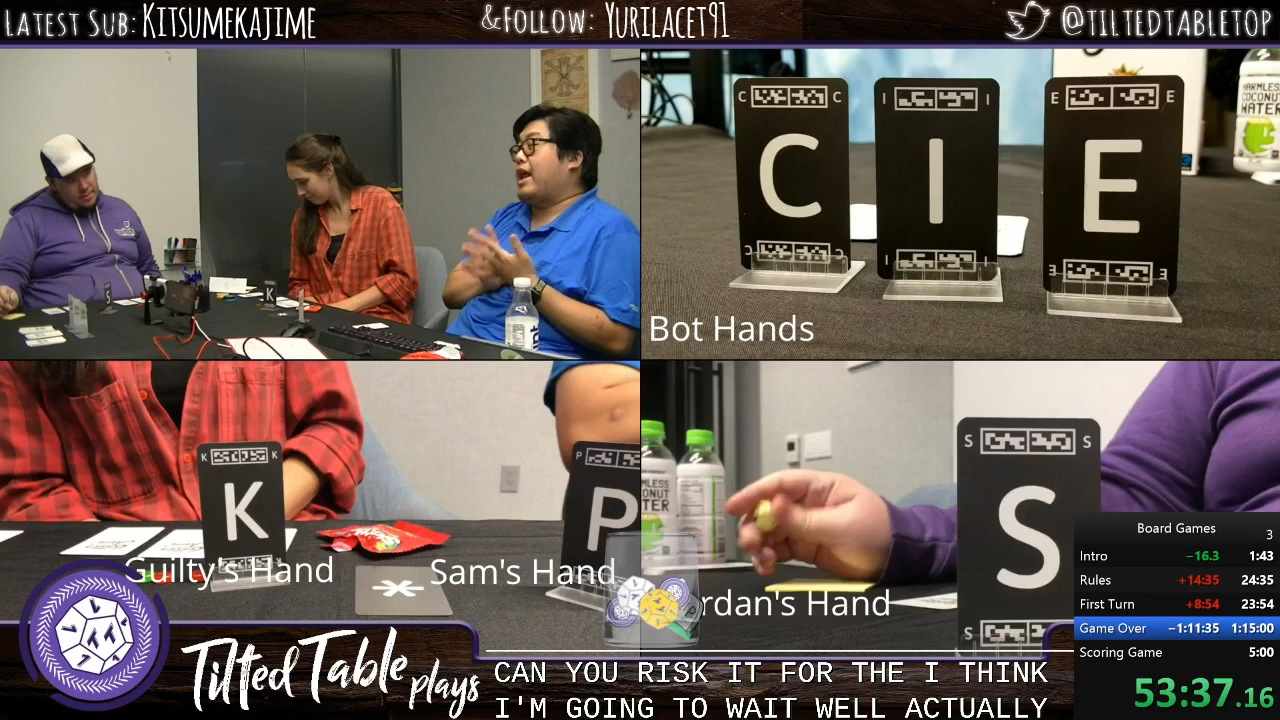 LATEST SUB: KITSUMEKAJIME
&FOLLOW: YURILACET91
@TILTEDTABLETOP
C C
C
C C
I I
I
I I
E E
E
E E
HARMLESS
COCONUT
WATER
Bot Hands
S
K
K K
K
P
P
*
Guilty's Hand
Sam's Hand
rdan's Hand
S S
S
S
Tilted Table plays
CAN YOU RISK IT FOR THE I THINK
I'M GOING TO WAIT WELL ACTUALLY
Board Games
3
Intro −16.3 1:43
Rules +14:35 24:35
First Turn +8:54 23:54
Game Over −1:11:35 1:15:00
Scoring Game 5:00
53:37.16